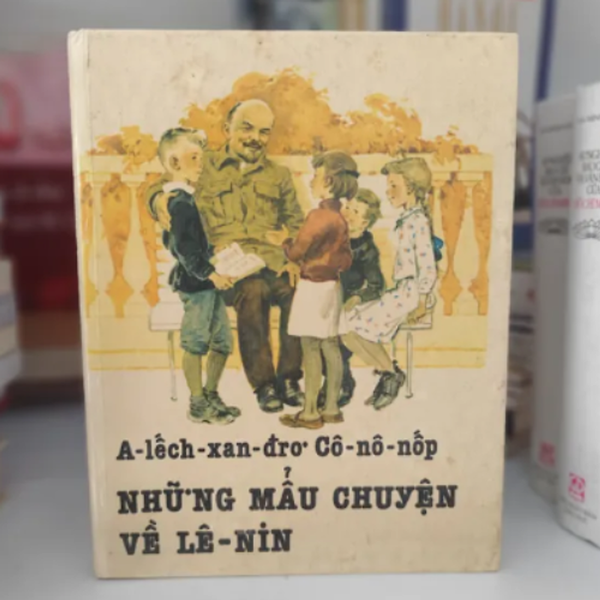 A-lếch-xan-đrơ Cô-nô-nốp
NHỮNG MẨU CHUYỆN
VỀ LÊ-NIN